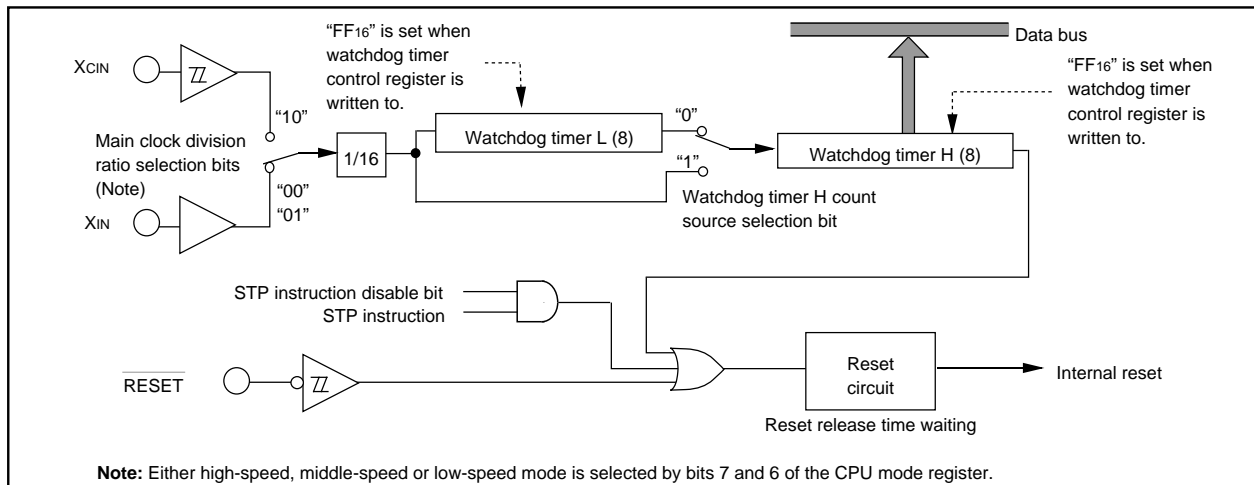 “FF16” is set when
watchdog timer
control register is
written to.
Data bus
“FF16” is set when
watchdog timer
control register is
written to.
XCIN
“10”
“0”
Watchdog timer L (8)
Main clock division
ratio selection bits
(Note)
1/16
“1”
Watchdog timer H (8)
“00”
“01”
Watchdog timer H count
source selection bit
XIN
STP instruction disable bit
STP instruction
RESET
Reset
circuit
Internal reset
Reset release time waiting
Note: Either high-speed, middle-speed or low-speed mode is selected by bits 7 and 6 of the CPU mode register.